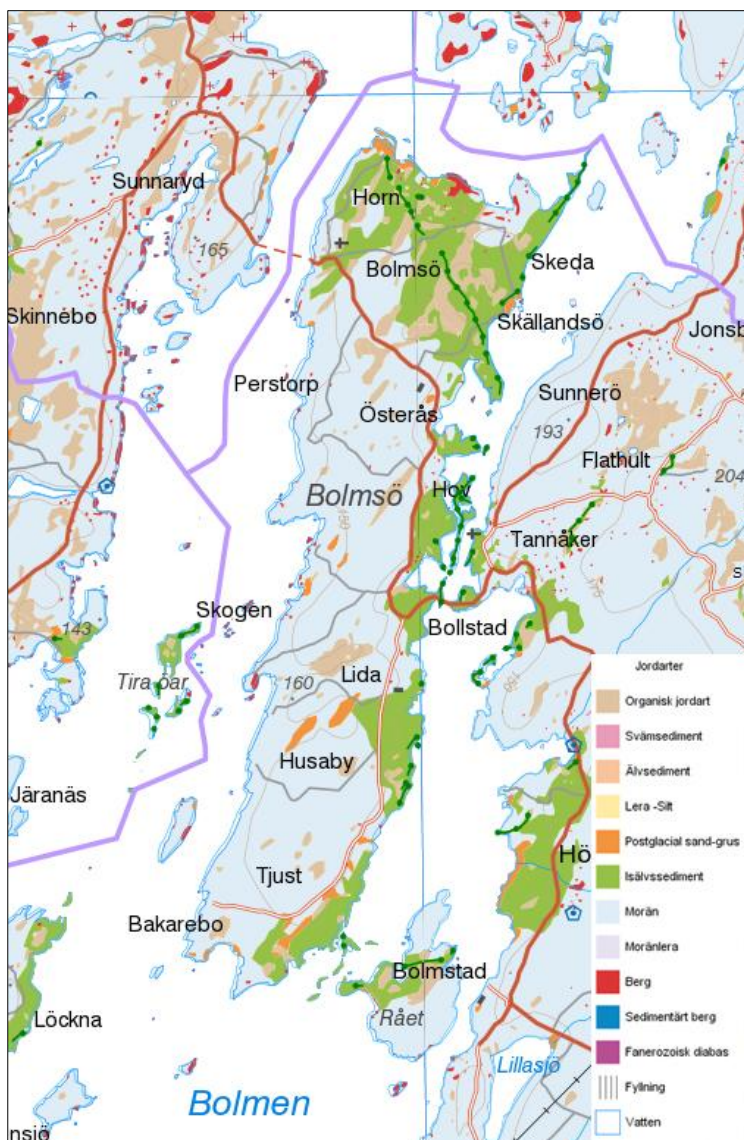 Sunnaryd
Horn
165
Bolmsö
Skeda
Skinnebo
Skällandsö
Jonsb
Perstorp
Sunnerö
Österås
193
Flathult
204
Bolmsö
Hov
Tannåker
s
Skogen
143
Bollstad
Tira öar
Lida
160
Husaby
Järanäs
Hö
Tjust
Bakarebo
Bolmstad
Löckna
Rået
Lillasjö
Bolmen
nsjö
Jordarter
Organisk jordart
Svämsediment
Älvsediment
Lera -Silt
Postglacial sand-grus
Isälvssediment
Morän
Moränlera
Berg
Sedimentärt berg
Fanerozoisk diabas
Fyllning
Vatten